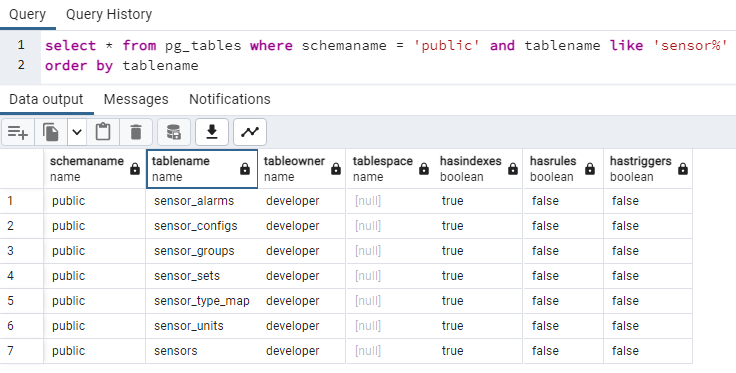 Query Query History
1 select * from pg_tables where schemaname = 'public' and tablename like 'sensor%'
2 order by tablename
Data output Messages Notifications
schemaname tablename tableowner tablespace hasindexes hasrules hastriggers
name name name name boolean boolean boolean
1 public sensor_alarms developer [null] true false false
2 public sensor_configs developer [null] true false false
3 public sensor_groups developer [null] true false false
4 public sensor_sets developer [null] true false false
5 public sensor_type_map developer [null] true false false
6 public sensor_units developer [null] true false false
7 public sensors developer [null] true false false